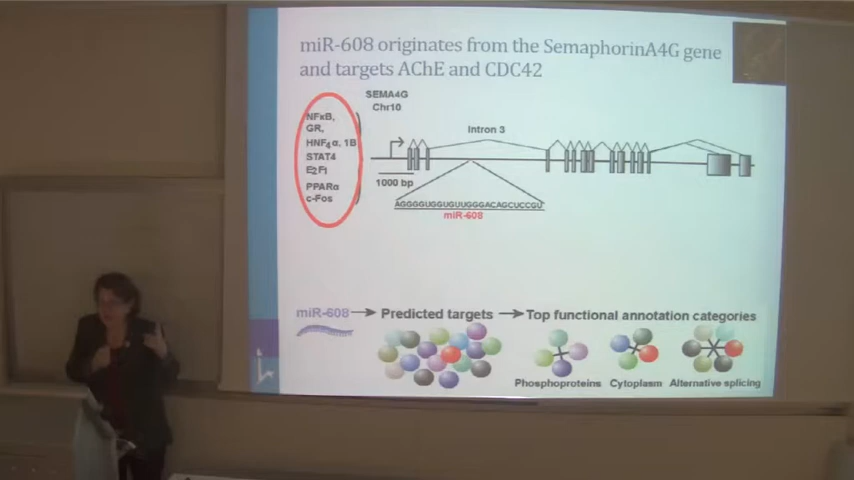 miR-608 originates from the SemaphorinA4G gene
and targets AChE and CDC42
SEMA4G
Chr10
NFκB,
GR,
HNF4α, 1B
STAT4
E2F1
PPARα
c-Fos
Intron 3
1000 bp
AGGGGUGGUGUUGGGACAGCUCCGU
miR-608
miR-608 Predicted targets Top functional annotation categories
Phosphoproteins Cytoplasm Alternative splicing